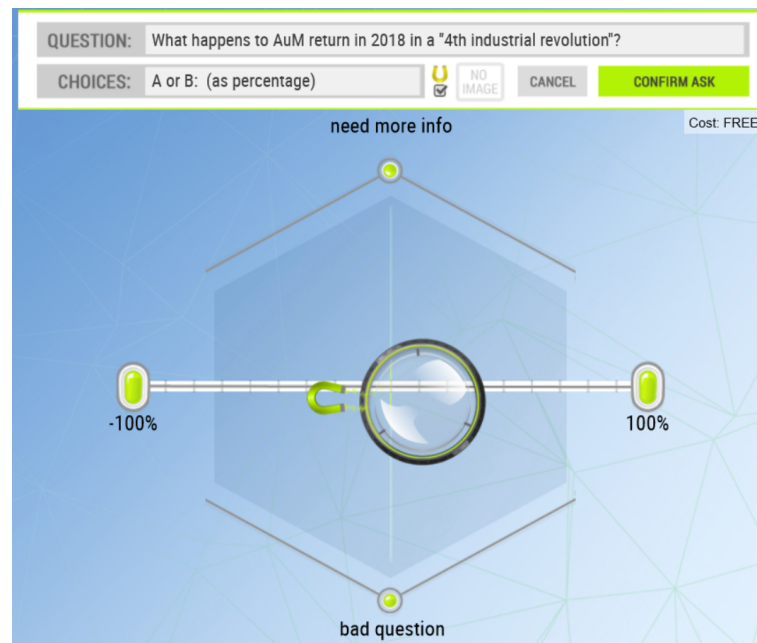 QUESTION: What happens to AuM return in 2018 in a "4th industrial revolution"?
CHOICES: A or B: (as percentage) NO IMAGE CANCEL CONFIRM ASK
Cost: FREE
need more info
-100% 100%
bad question